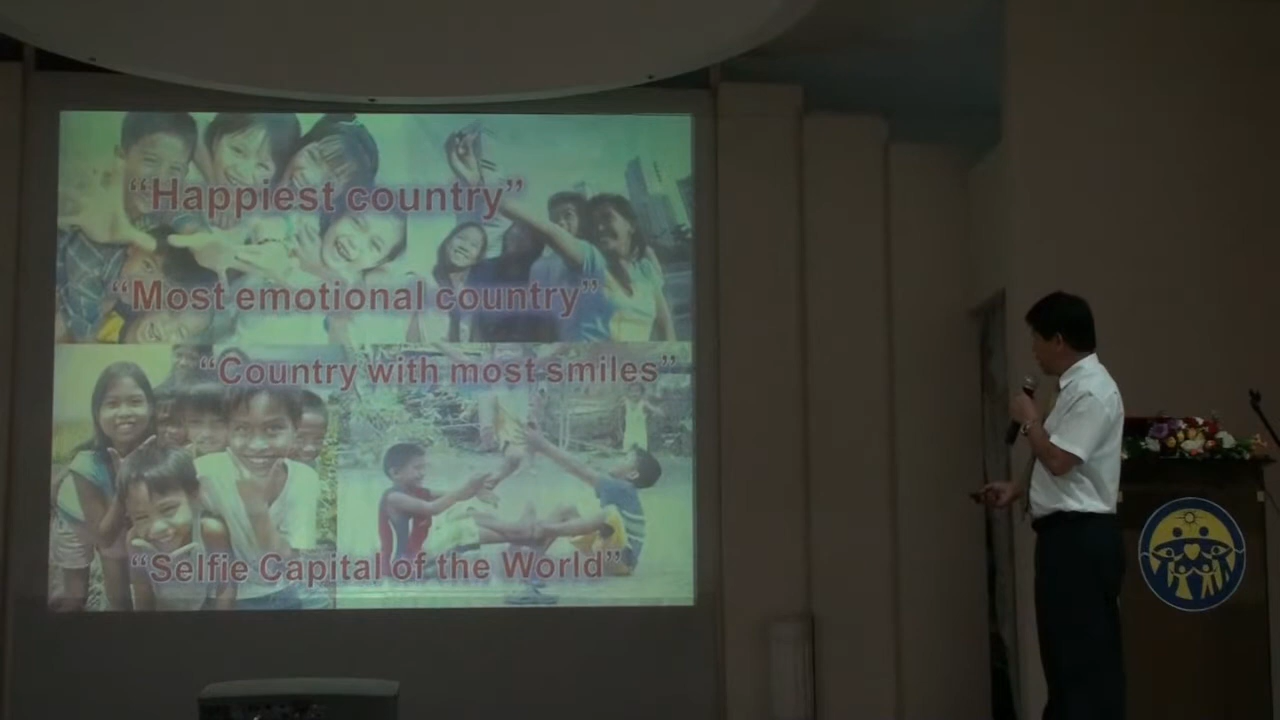 “Happiest country”
“Most emotional country”
“Country with most smiles”
“Selfie Capital of the World”